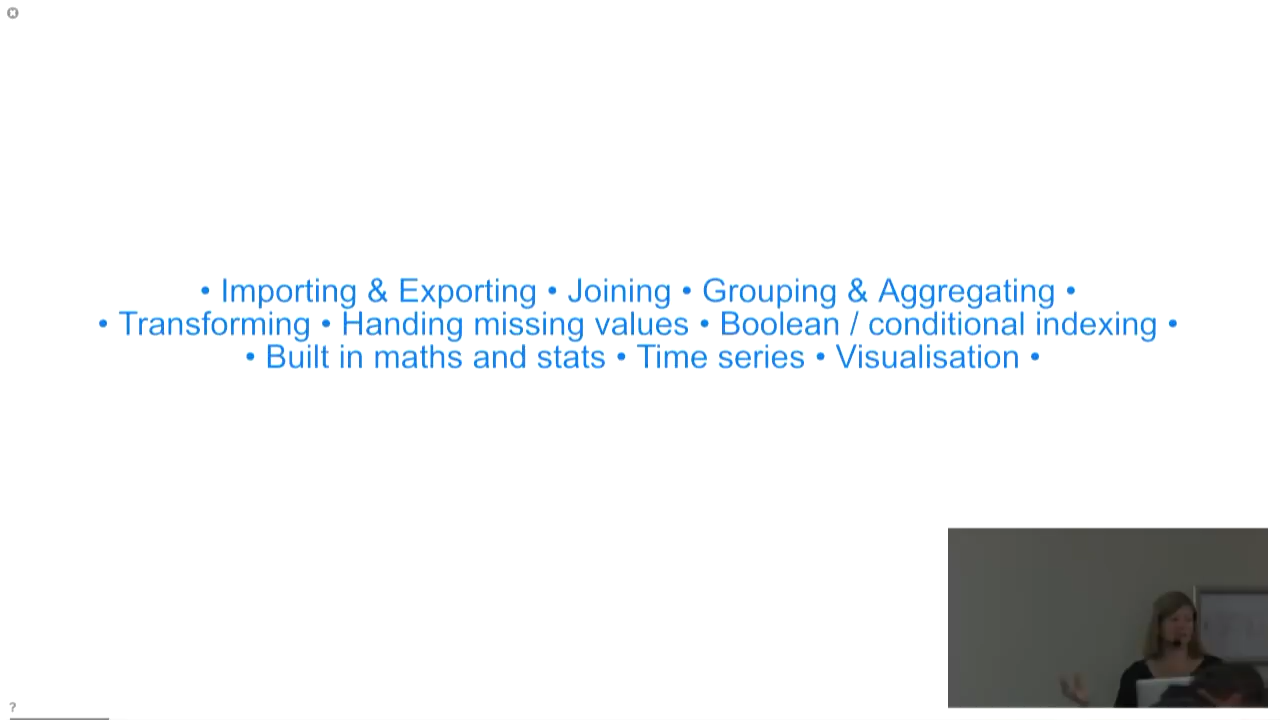 • Importing & Exporting • Joining • Grouping & Aggregating •
• Transforming • Handing missing values • Boolean / conditional indexing •
• Built in maths and stats • Time series • Visualisation •
?